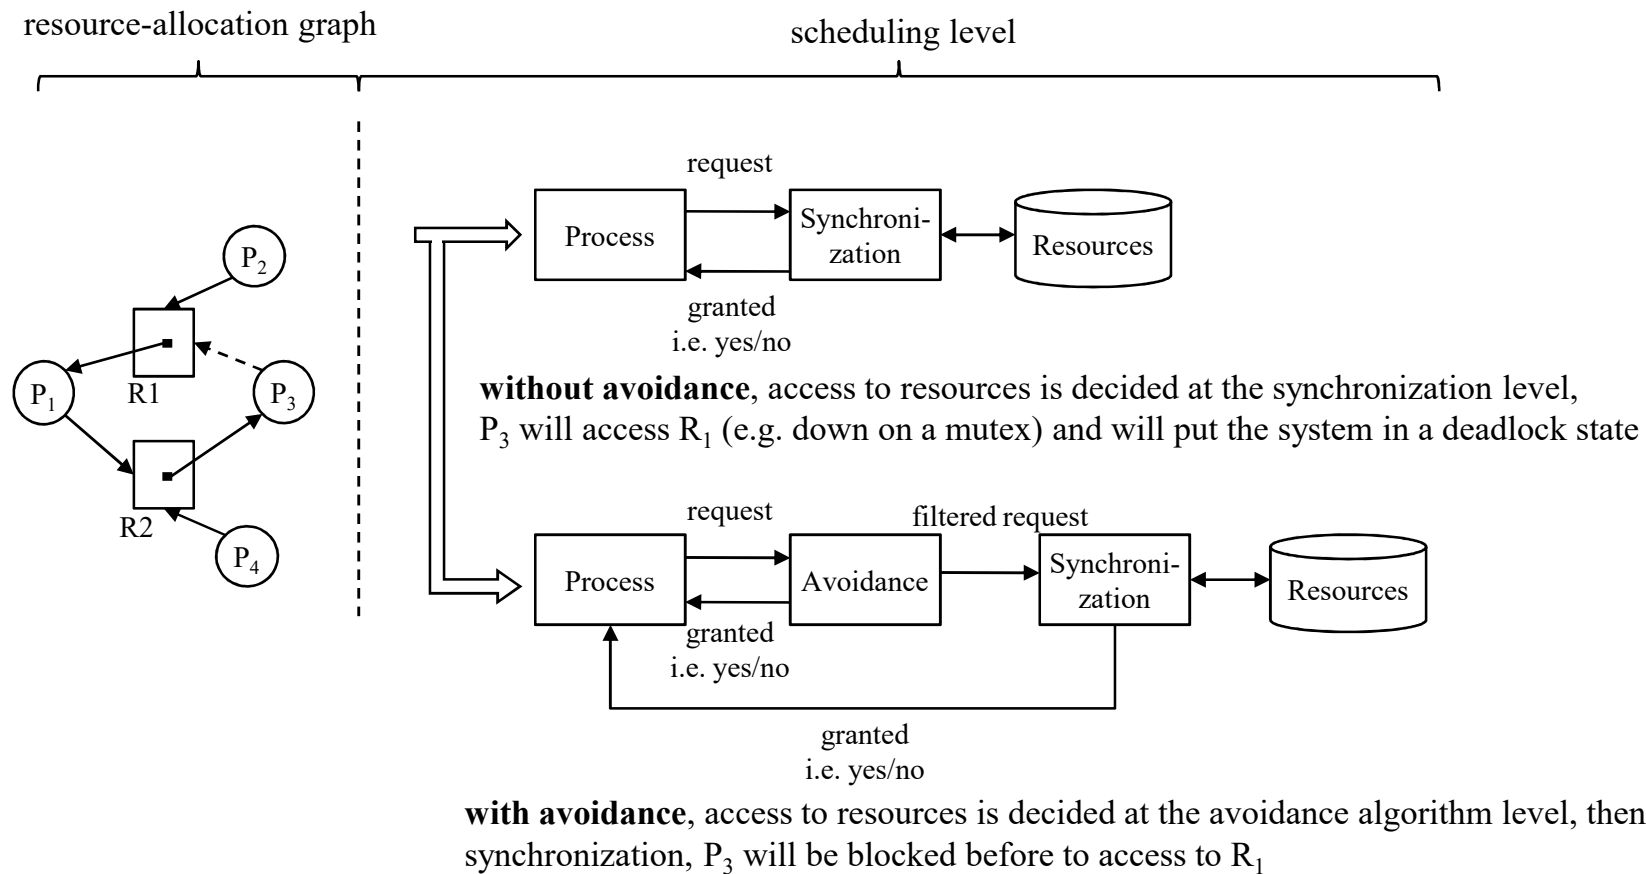 resource-allocation graph
scheduling level
request
Process
Synchroni-
zation
Resources
granted
i.e. yes/no
P2
R1
P1
P3
R2
P4
without avoidance, access to resources is decided at the synchronization level,
P3 will access R1 (e.g. down on a mutex) and will put the system in a deadlock state
request
filtered request
Process
Avoidance
Synchroni-
zation
Resources
granted
i.e. yes/no
granted
i.e. yes/no
with avoidance, access to resources is decided at the avoidance algorithm level, then
synchronization, P3 will be blocked before to access to R1